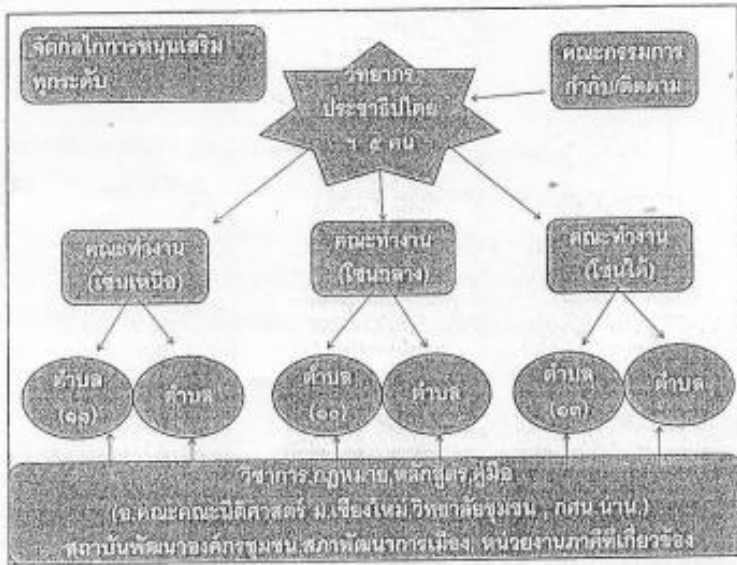 จัดกลไกการหนุนเสริม
ทุกระดับ
วิทยากร
ประชาธิปไตย
ฯ ๕ คน
คณะกรรมการ
กำกับ/ติดตาม
คณะทำงาน
(โซนเหนือ)
คณะทำงาน
(โซนกลาง)
คณะทำงาน
(โซนใต้)
ตำบล
ตำบล
ตำบล
ตำบล
ตำบล
(๑๓)
ตำบล
วิชาการ,กฎหมาย,หลักสูตร,คู่มือ
(อ.คณะคณะนิติศาสตร์ ม.เชียงใหม่,วิทยาลัยชุมชน , กศน.น่าน,)
สถาบันพัฒนาองค์กรชุมชน,สภาพัฒนาการเมือง, หน่วยงานภาคีที่เกี่ยวข้อง